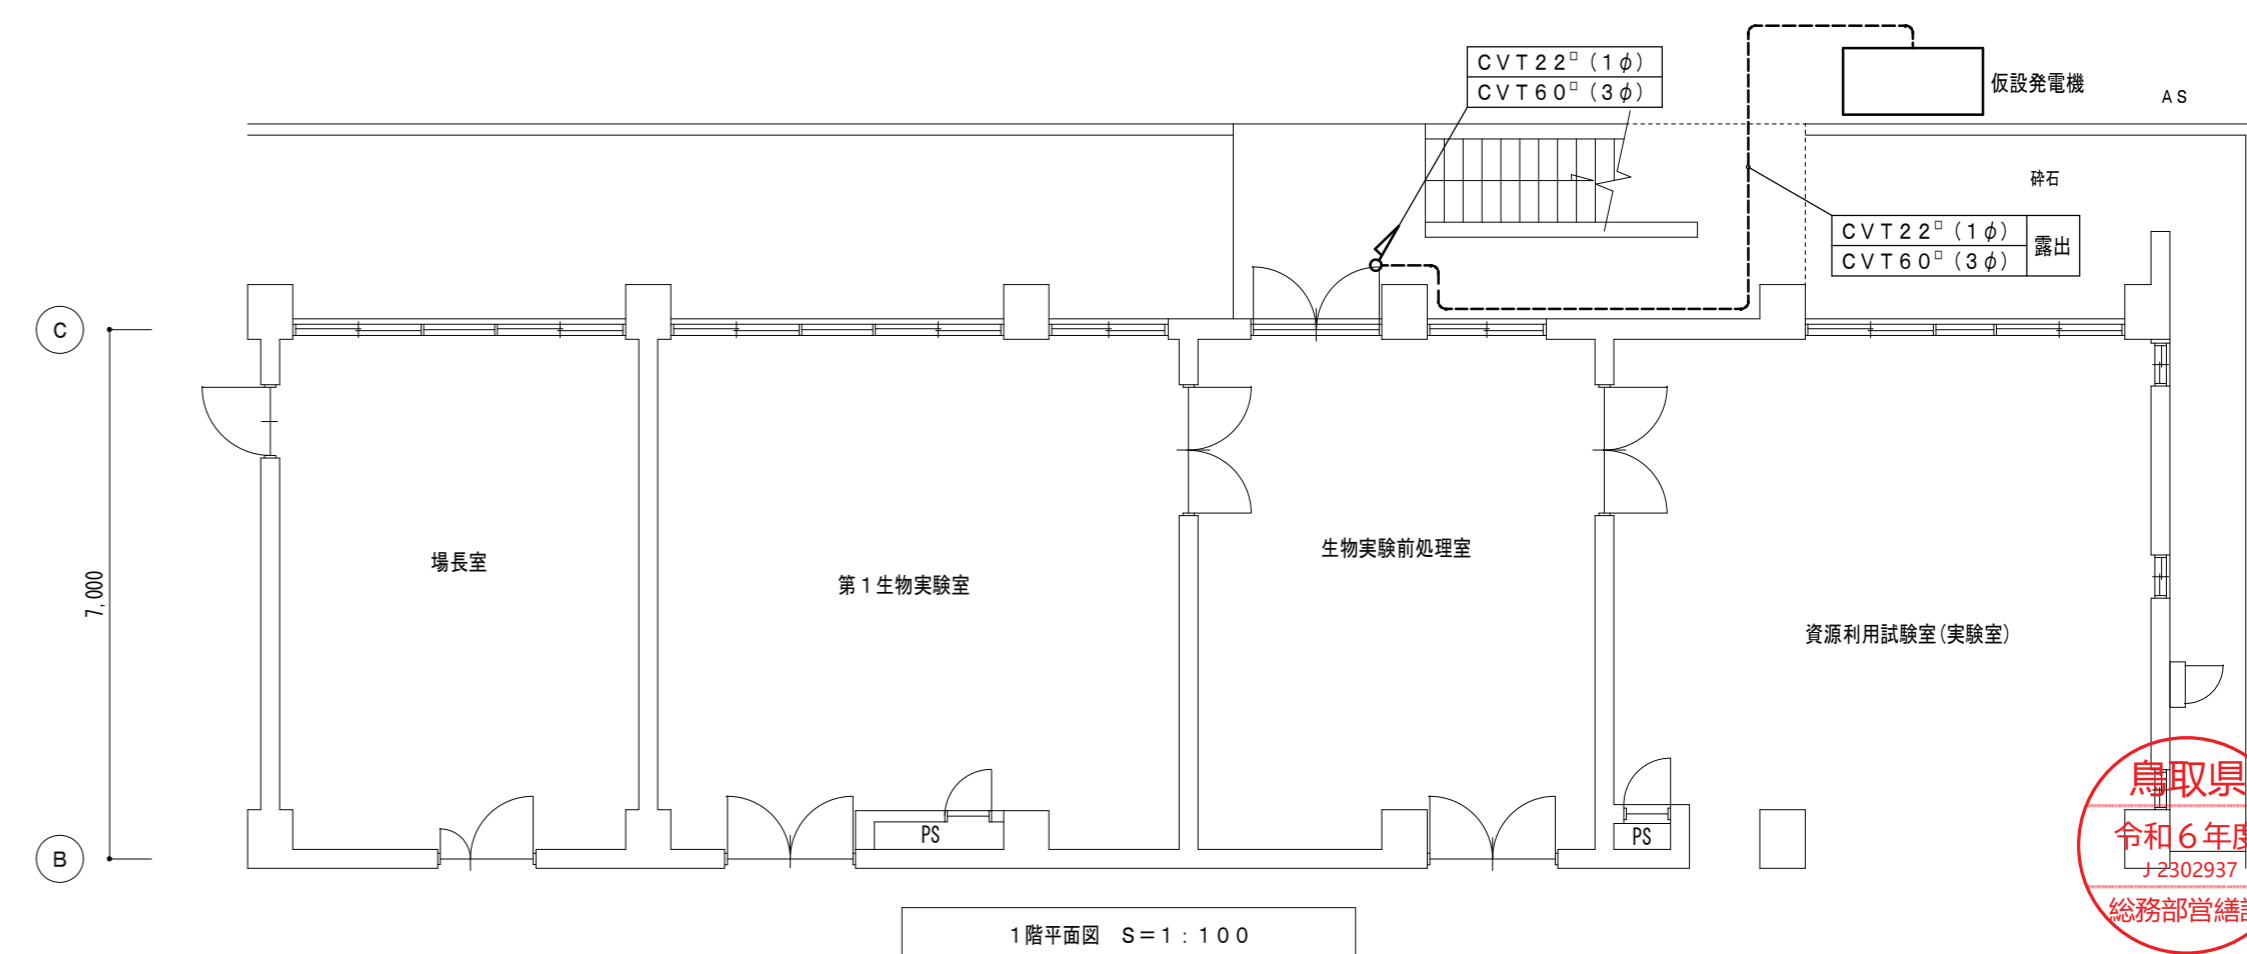 CVT22□(1φ)
CVT60□(3φ)
仮設発電機
AS
砕石
CVT22□(1φ)
CVT60□(3φ)
露出
C
7,000
場長室
第1生物実験室
生物実験前処理室
資源利用試験室(実験室)
PS
PS
B
鳥取県
令和6年度
J2302937
総務部営繕
1階平面図 S=1:100